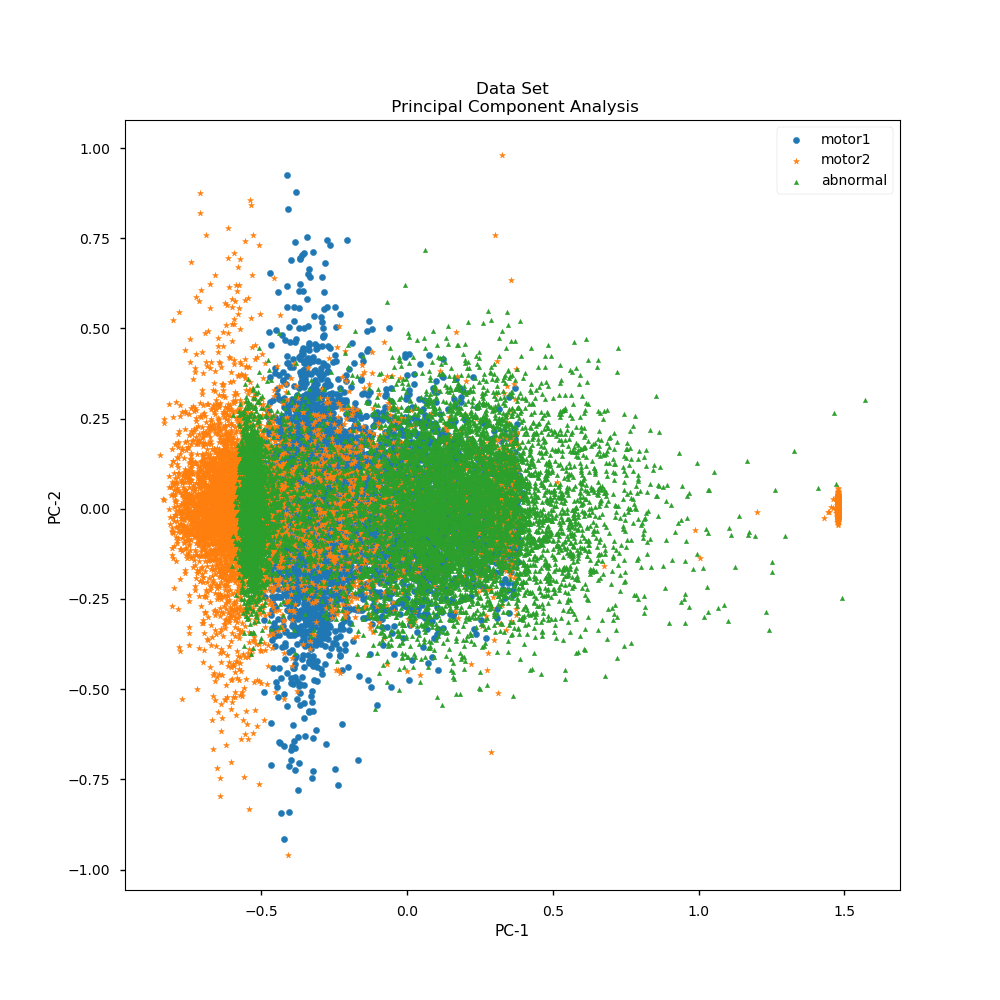 Data Set
Principal Component Analysis
motor1
motor2
abnormal
1.00
0.75
0.50
0.25
0.00
−0.25
−0.50
−0.75
−1.00
PC-2
−0.5
0.0
0.5
1.0
1.5
PC-1